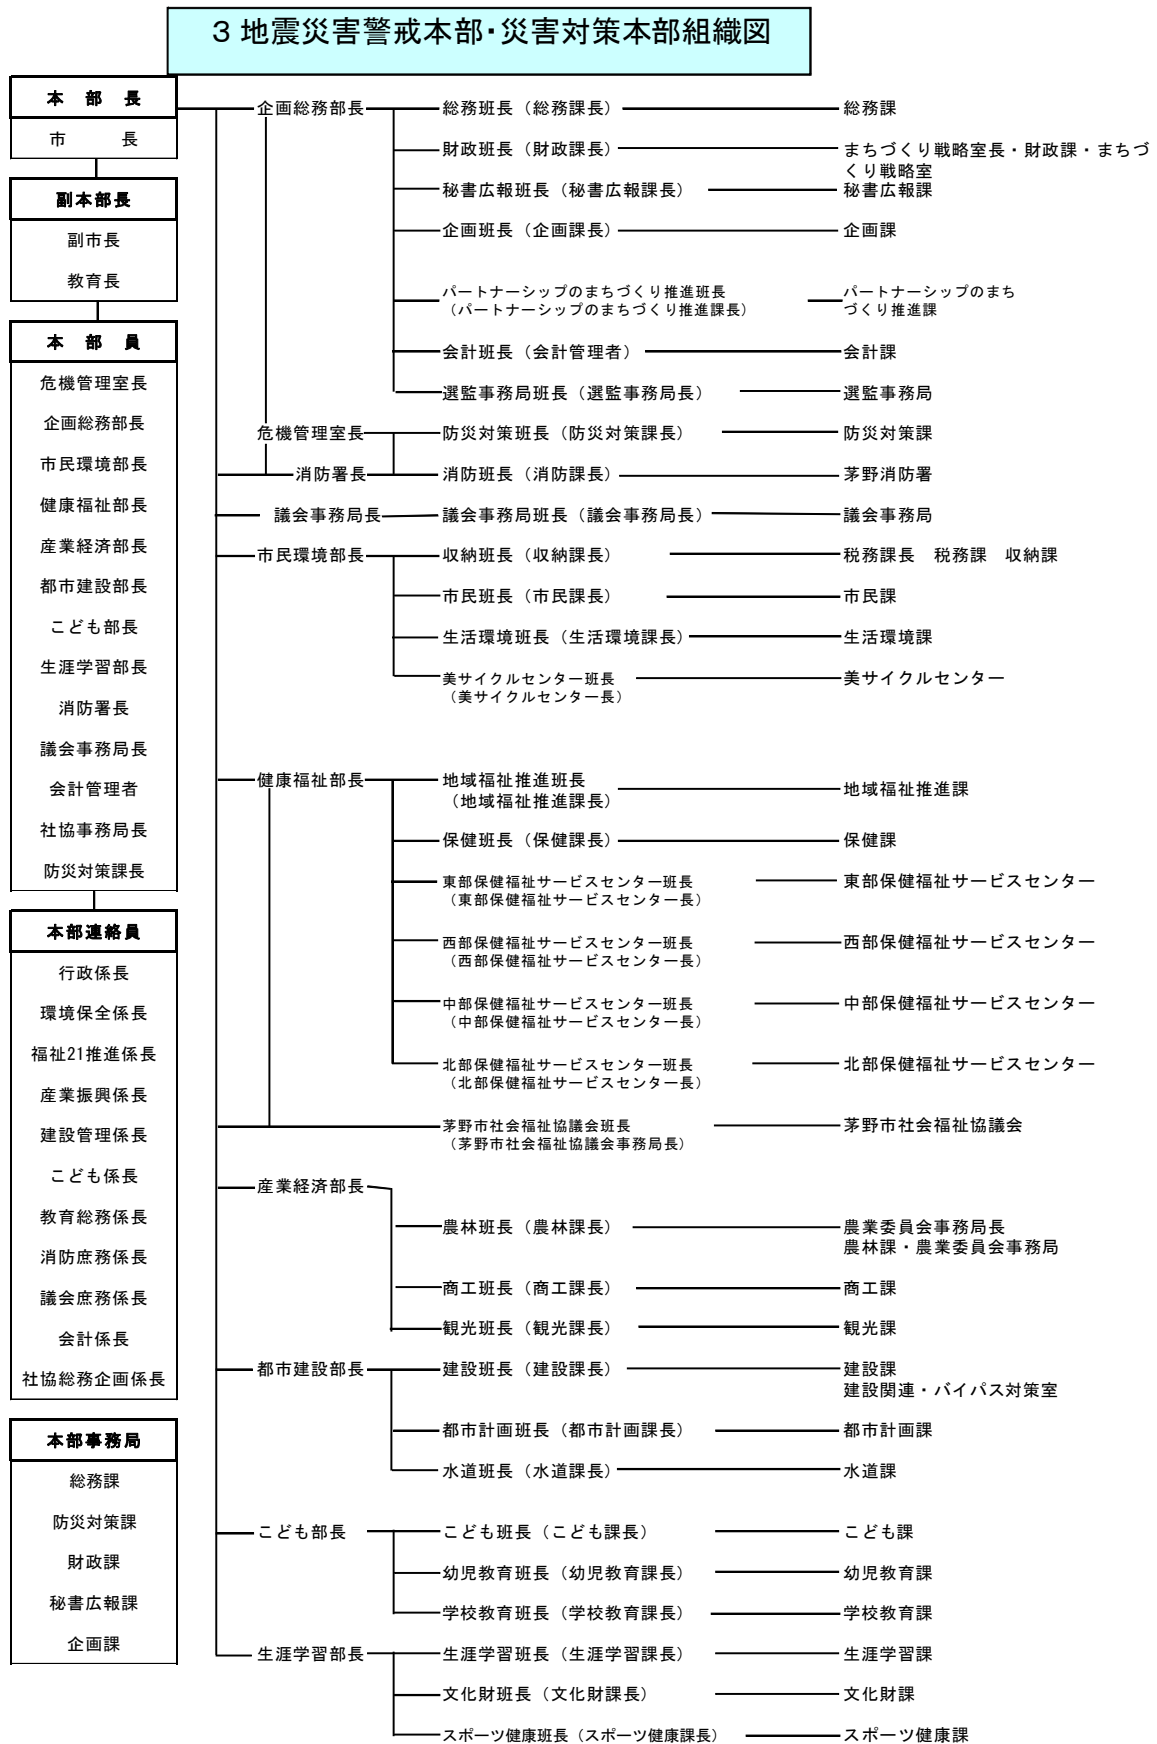 3 地震災害警戒本部・災害対策本部組織図
本　部　長
市　　　長
副本部長
副市長
教育長
本　部　員
危機管理室長
企画総務部長
市民環境部長
健康福祉部長
産業経済部長
都市建設部長
こども部長
生涯学習部長
消防署長
議会事務局長
会計管理者
社協事務局長
防災対策課長
本部連絡員
行政係長
環境保全係長
福祉21推進係長
産業振興係長
建設管理係長
こども係長
教育総務係長
消防庶務係長
議会庶務係長
会計係長
社協総務企画係長
本部事務局
総務課
防災対策課
財政課
秘書広報課
企画課
企画総務部長　総務班長（総務課長）　総務課
財政班長（財政課長）　まちづくり戦略室長・財政課・まちづ
くり戦略室
秘書広報班長（秘書広報課長）　秘書広報課
企画班長（企画課長）　企画課
パートナーシップのまちづくり推進班長　パートナーシップのまち
（パートナーシップのまちづくり推進課長）　づくり推進課
会計班長（会計管理者）　会計課
選監事務局班長（選監事務局長）　選監事務局
危機管理室長　防災対策班長（防災対策課長）　防災対策課
消防署長　消防班長（消防課長）　茅野消防署
議会事務局長　議会事務局班長（議会事務局長）　議会事務局
市民環境部長　収納班長（収納課長）　税務課長　税務課　収納課
市民班長（市民課長）　市民課
生活環境班長（生活環境課長）　生活環境課
美サイクルセンター班長　美サイクルセンター
（美サイクルセンター長）
健康福祉部長　地域福祉推進班長　地域福祉推進課
（地域福祉推進課長）
保健班長（保健課長）　保健課
東部保健福祉サービスセンター班長　東部保健福祉サービスセンター
（東部保健福祉サービスセンター長）
西部保健福祉サービスセンター班長　西部保健福祉サービスセンター
（西部保健福祉サービスセンター長）
中部保健福祉サービスセンター班長　中部保健福祉サービスセンター
（中部保健福祉サービスセンター長）
北部保健福祉サービスセンター班長　北部保健福祉サービスセンター
（北部保健福祉サービスセンター長）
茅野市社会福祉協議会班長　茅野市社会福祉協議会
（茅野市社会福祉協議会事務局長）
産業経済部長
農林班長（農林課長）　農業委員会事務局長
農林課・農業委員会事務局
商工班長（商工課長）　商工課
観光班長（観光課長）　観光課
都市建設部長　建設班長（建設課長）　建設課
建設関連・バイパス対策室
都市計画班長（都市計画課長）　都市計画課
水道班長（水道課長）　水道課
こども部長　こども班長（こども課長）　こども課
幼児教育班長（幼児教育課長）　幼児教育課
学校教育班長（学校教育課長）　学校教育課
生涯学習部長　生涯学習班長（生涯学習課長）　生涯学習課
文化財班長（文化財課長）　文化財課
スポーツ健康班長（スポーツ健康課長）　スポーツ健康課